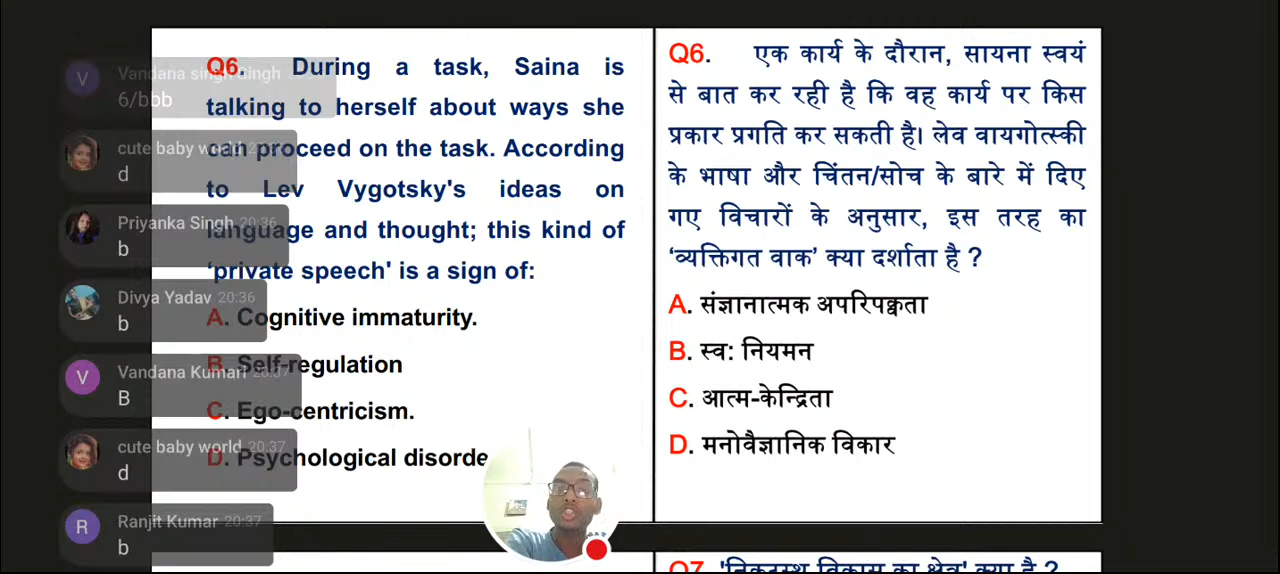 Q6. During a task, Saina is
talking to herself about ways she
can proceed on the task. According
to Lev Vygotsky's ideas on
language and thought; this kind of
‘private speech' is a sign of:
A. Cognitive immaturity.
B. Self-regulation
C. Ego-centricism.
D. Psychological disorde
Q6. एक कार्य के दौरान, सायना स्वयं
से बात कर रही है कि वह कार्य पर किस
प्रकार प्रगति कर सकती है। लेव वायगोत्स्की
के भाषा और चिंतन/सोच के बारे में दिए
गए विचारों के अनुसार, इस तरह का
‘व्यक्तिगत वाक’ क्या दर्शाता है ?
A. संज्ञानात्मक अपरिपक्वता
B. स्व: नियमन
C. आत्म-केन्द्रिता
D. मनोवैज्ञानिक विकार
Q7. 'निकटस्थ विकास का क्षेत्र' क्या है ?
V
Vandana singh Singh
6/bbb
cute baby world
d
Priyanka Singh 20:36
b
Divya Yadav 20:36
b
V
Vandana Kumari 20:37
B
cute baby world 20:37
d
R
Ranjit Kumar 20:37
b